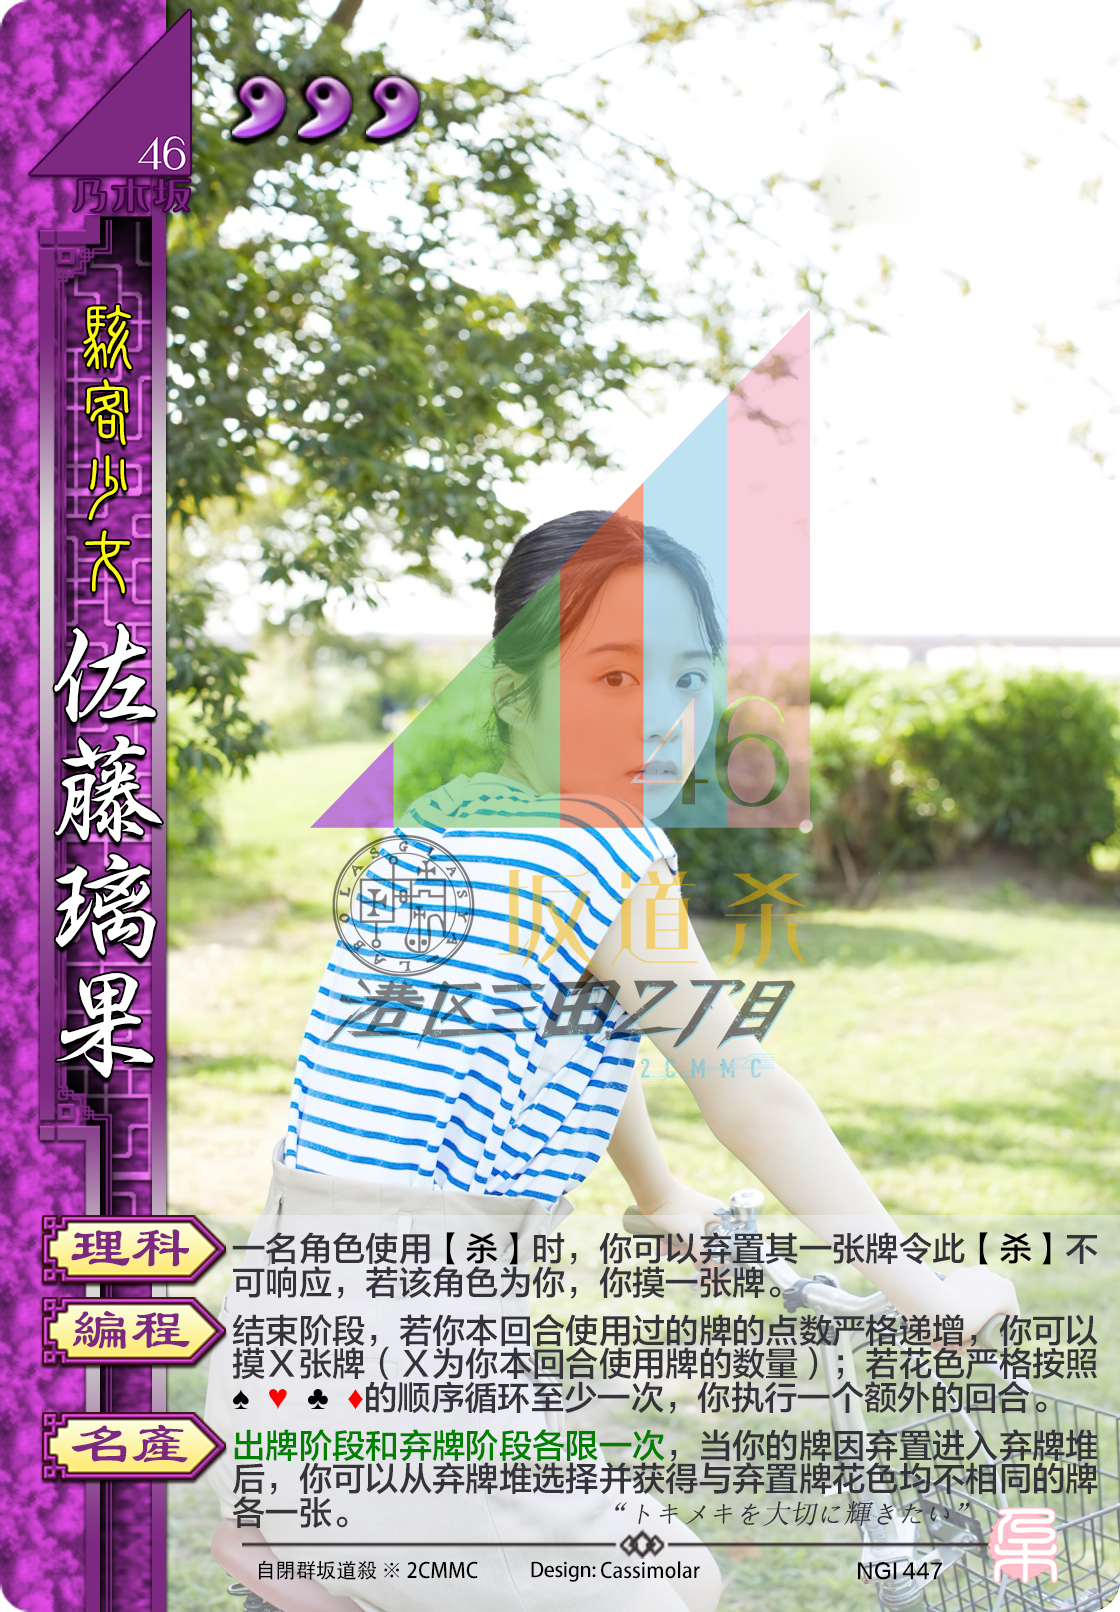 46
乃木坂
駭客少女
佐藤璃果
46
坂道杀
港区三田2丁目
2CMMC
理科
一名角色使用【杀】时，你可以弃置其一张牌令此【杀】不
可响应，若该角色为你，你摸一张牌。
編程
结束阶段，若你本回合使用过的牌的点数严格递增，你可以
摸X张牌（X为你本回合使用牌的数量）；若花色严格按照
♠ ♥ ♣ ♦的顺序循环至少一次，你执行一个额外的回合。
名産
出牌阶段和弃牌阶段各限一次，当你的牌因弃置进入弃牌堆
后，你可以从弃牌堆选择并获得与弃置牌花色均不相同的牌
各一张。
“トキメキを大切に輝きたい”
自閉群坂道殺 ※ 2CMMC
Design: Cassimolar
NGI 447